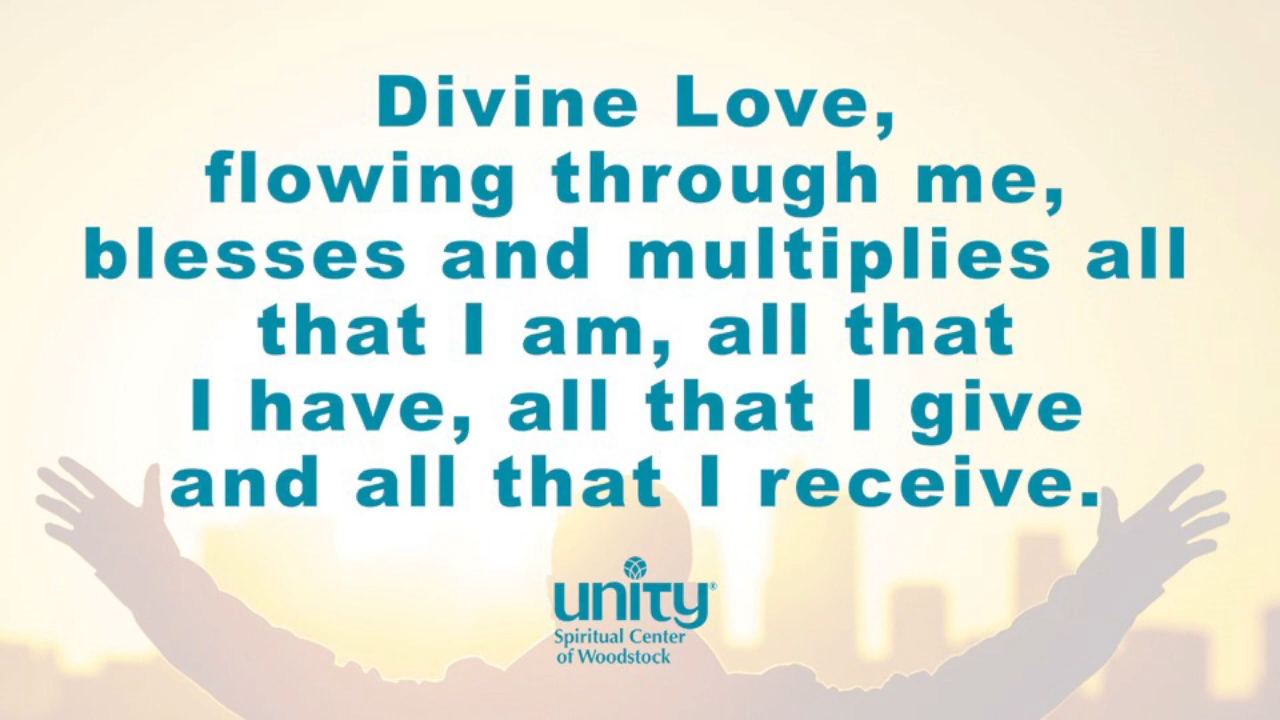 Divine Love,
flowing through me,
blesses and multiplies all
that I am, all that
I have, all that I give
and all that I receive.
unity®
Spiritual Center
of Woodstock